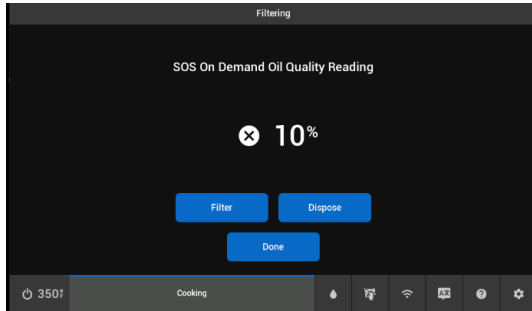 Filtering
SOS On Demand Oil Quality Reading
10%
Filter
Dispose
Done
350°F
Cooking